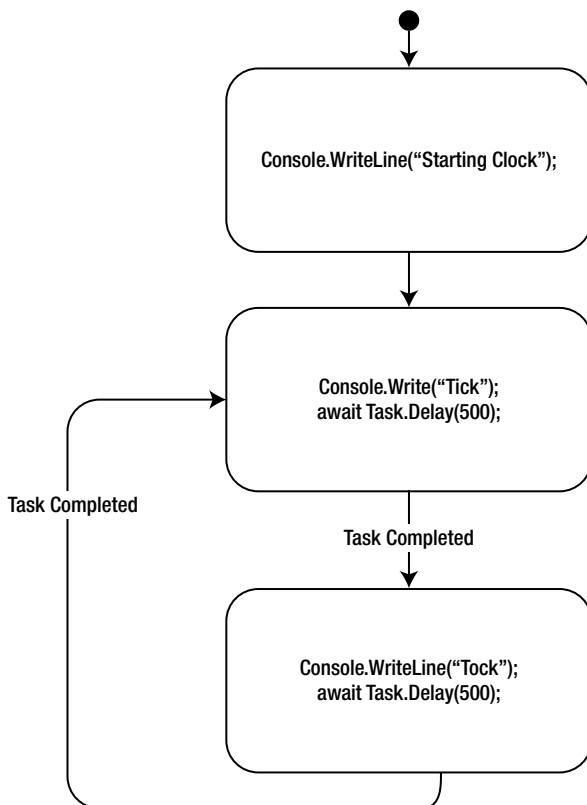 Console.WriteLine(“Starting Clock”);
Console.Write(“Tick”);
await Task.Delay(500);
Task Completed
Task Completed
Console.WriteLine(“Tock”);
await Task.Delay(500);